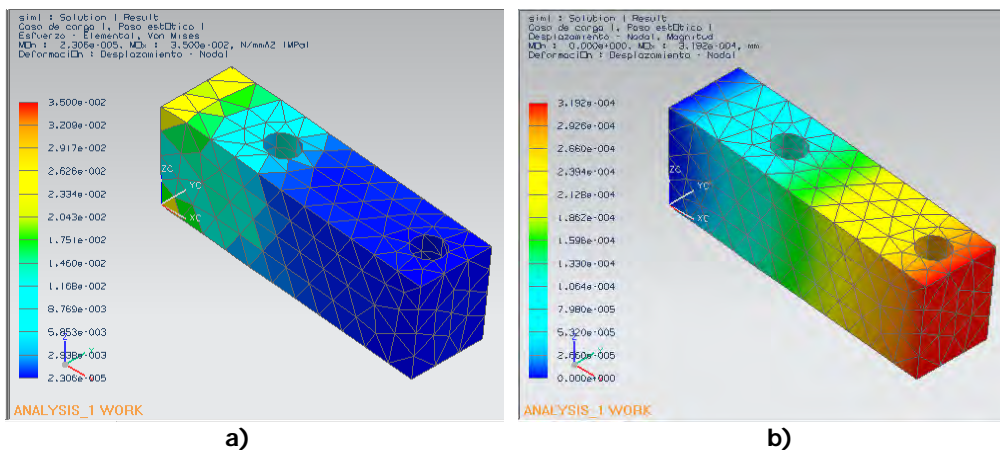 sim1 : Solution 1 Result
Caso de carga 1, Paso est□tico 1
Esfuerzo - Elemental, Von Mises
M□n : 2.306e-005, M□x : 3.500e-002, N/mm^2 (MPa)
Deformaci□n : Desplazamiento - Nodal
3.500e-002
3.209e-002
2.917e-002
2.626e-002
2.334e-002
2.043e-002
1.751e-002
1.460e-002
1.168e-002
8.769e-003
5.853e-003
2.938e-003
2.306e-005
ZC
YC
XC
Z
Y
X
ANALYSIS_1 WORK
a)
sim1 : Solution 1 Result
Caso de carga 1, Paso est□tico 1
Desplazamiento - Nodal, Magnitud
M□n : 0.000e+000, M□x : 3.192e-004, mm
Deformaci□n : Desplazamiento - Nodal
3.192e-004
2.926e-004
2.660e-004
2.394e-004
2.128e-004
1.862e-004
1.596e-004
1.330e-004
1.064e-004
7.980e-005
5.320e-005
2.660e-005
0.000e+000
ZC
YC
XC
Z
Y
X
ANALYSIS_1 WORK
b)